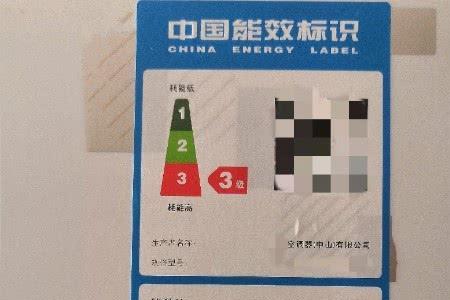 中国能效标识
CHINA ENERGY LABEL
耗能低
1
2
3
3级
耗能高
生产者名称:
空调器(中山)有限公司
规格型号: